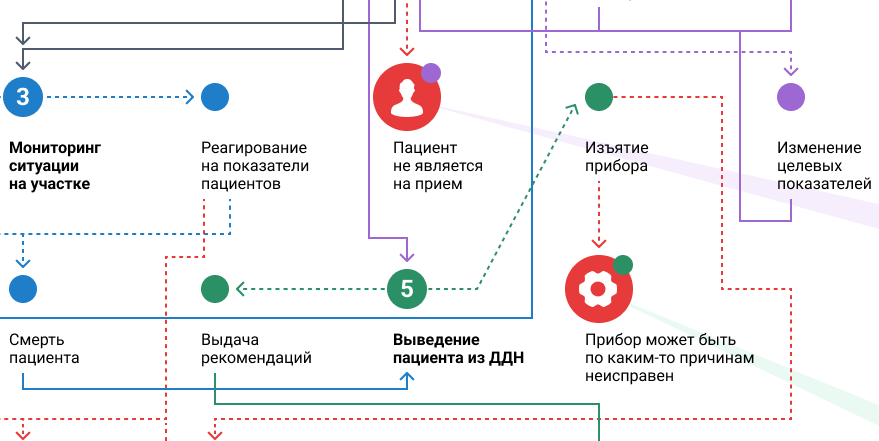 3
Мониторинг
ситуации
на участке
Реагирование
на показатели
пациентов
Пациент
не является
на прием
Изъятие
прибора
Изменение
целевых
показателей
5
Смерть
пациента
Выдача
рекомендаций
Выведение
пациента из ДДН
Прибор может быть
по каким-то причинам
неисправен